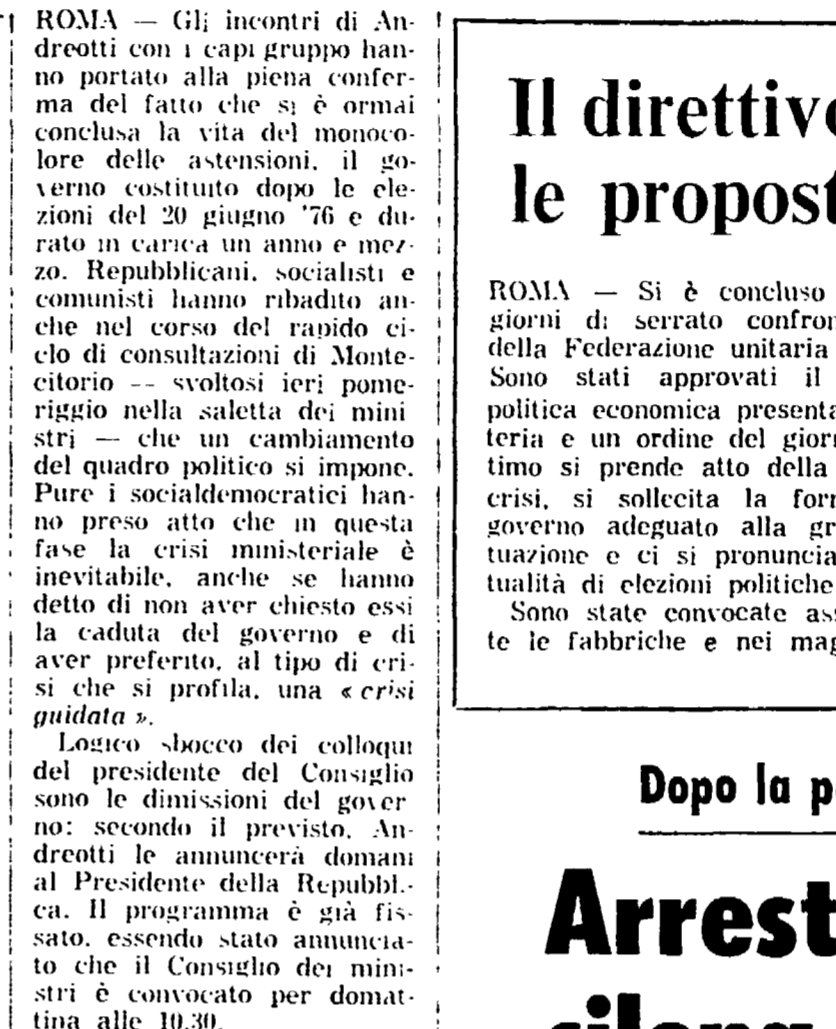 ROMA — Gli incontri di An-
dreotti con i capi gruppo han-
no portato alla piena confer-
ma del fatto che si è ormai
conclusa la vita del monoco-
lore delle astensioni, il go-
verno costituito dopo le ele-
zioni del 20 giugno '76 e du-
rato in carica un anno e mez-
zo. Repubblicani, socialisti e
comunisti hanno ribadito an-
che nel corso del rapido ci-
clo di consultazioni di Monte-
citorio -- svoltosi ieri pome-
riggio nella saletta dei mini
stri — che un cambiamento
del quadro politico si impone.
Pure i socialdemocratici han-
no preso atto che in questa
fase la crisi ministeriale è
inevitabile, anche se hanno
detto di non aver chiesto essi
la caduta del governo e di
aver preferito, al tipo di cri-
si che si profila, una « crisi
guidata ».
Logico sbocco dei colloqui
del presidente del Consiglio
sono le dimissioni del gover
no: secondo il previsto, An-
dreotti le annuncerà domani
al Presidente della Repubbli-
ca. Il programma è già fis-
sato, essendo stato annuncia-
to che il Consiglio dei mini-
stri è convocato per domat-
tina alle 10,30.
Il direttivo
le propost
ROMA — Si è concluso
giorni di serrato confron
della Federazione unitaria
Sono stati approvati il
politica economica presenta
teria e un ordine del giorn
timo si prende atto della
crisi, si sollecita la for
governo adeguato alla gr
tuazione e ci si pronuncia
tualità di elezioni politiche
Sono state convocate ass
te le fabbriche e nei mag
Dopo la p
Arrest